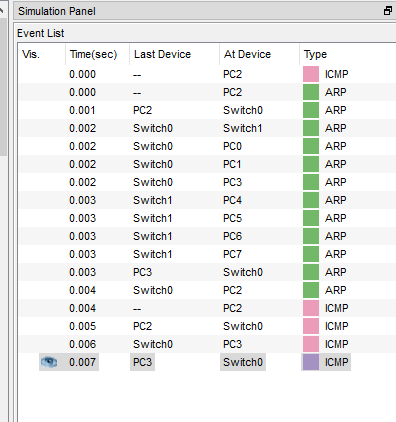 Simulation Panel
Event List
Vis. Time(sec) Last Device At Device Type
0.000 -- PC2 ICMP
0.000 -- PC2 ARP
0.001 PC2 Switch0 ARP
0.002 Switch0 Switch1 ARP
0.002 Switch0 PC0 ARP
0.002 Switch0 PC1 ARP
0.002 Switch0 PC3 ARP
0.003 Switch1 PC4 ARP
0.003 Switch1 PC5 ARP
0.003 Switch1 PC6 ARP
0.003 Switch1 PC7 ARP
0.003 PC3 Switch0 ARP
0.004 Switch0 PC2 ARP
0.004 -- PC2 ICMP
0.005 PC2 Switch0 ICMP
0.006 Switch0 PC3 ICMP
0.007 PC3 Switch0 ICMP